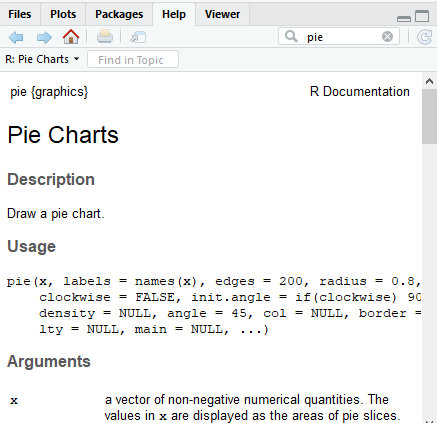 Files Plots Packages Help Viewer
pie
R: Pie Charts Find in Topic
pie {graphics} R Documentation
Pie Charts
Description
Draw a pie chart.
Usage
pie(x, labels = names(x), edges = 200, radius = 0.8,
clockwise = FALSE, init.angle = if(clockwise) 90
density = NULL, angle = 45, col = NULL, border =
lty = NULL, main = NULL, ...)
Arguments
x a vector of non-negative numerical quantities. The
values in x are displayed as the areas of pie slices.